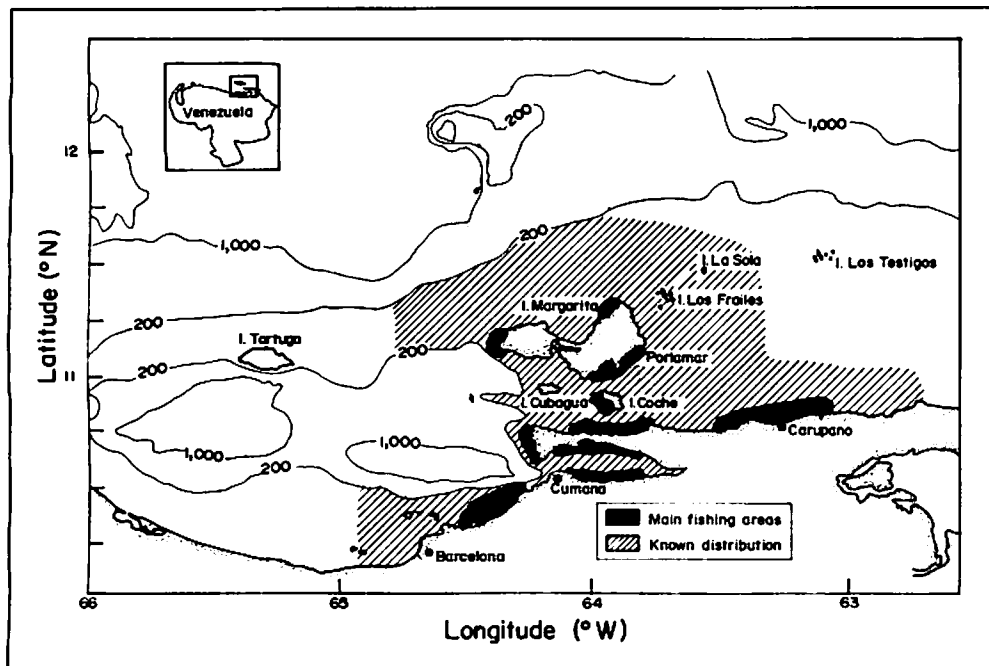 Venezuela
200
1,000
12
1,000
200
I. La Sola
I. Los Testigos
I. Margarita
I. Los Frailes
200
I. Tortuga
200
Porlamar
200
11
I. Cubagua
I. Coche
Carupano
1,000
1,000
200
Cumana
Main fishing areas
Known distribution
Barcelona
66
65
64
63
Latitude (°N)
Longitude (°W)